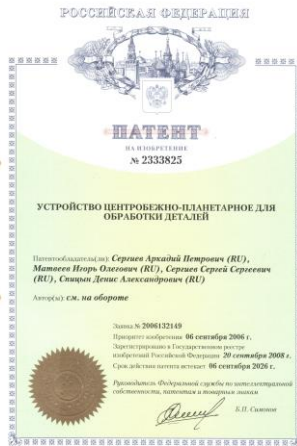 РОССИЙСКАЯ ФЕДЕРАЦИЯ
ПАТЕНТ
НА ИЗОБРЕТЕНИЕ
№ 2333825
УСТРОЙСТВО ЦЕНТРОБЕЖНО-ПЛАНЕТАРНОЕ ДЛЯ
ОБРАБОТКИ ДЕТАЛЕЙ
Патентообладатель(ли): Сергиев Аркадий Петрович (RU),
Матвеев Игорь Олегович (RU), Сергиев Сергей Сергеевич
(RU), Спицын Денис Александрович (RU)
Автор(ы): см. на обороте
Заявка № 2006132149
Приоритет изобретения 06 сентября 2006 г.
Зарегистрировано в Государственном реестре
изобретений Российской Федерации 20 сентября 2008 г.
Срок действия патента истекает 06 сентября 2026 г.
Руководитель Федеральной службы по интеллектуальной
собственности, патентам и товарным знакам
Б.П. Симонов